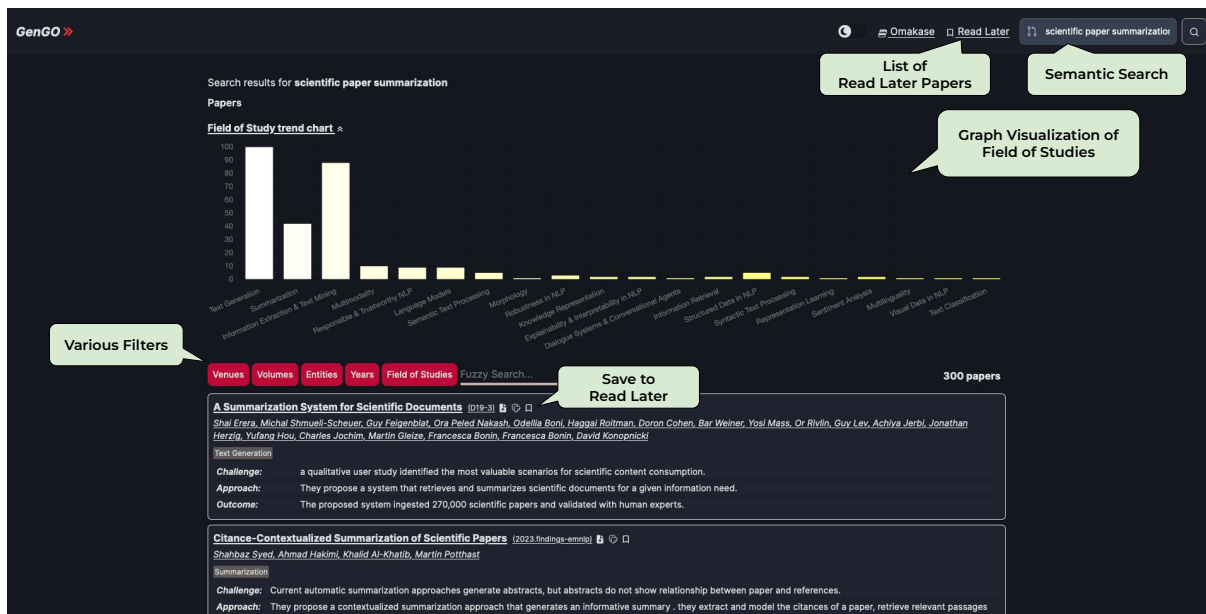 GenGO »
Omakase
Read Later
scientific paper summarization
List of
Read Later Papers
Semantic Search
Search results for scientific paper summarization
Papers
Field of Study trend chart
Graph Visualization of
Field of Studies
100
90
80
70
60
50
40
30
20
10
0
Text Generation
Summarization
Information Extraction & Text Mining
Multimodality
Responsible & Trustworthy NLP
Language Models
Semantic Text Processing
Morphology
Robustness in NLP
Knowledge Representation
Explainability & Interpretability in NLP
Dialogue Systems & Conversational Agents
Information Retrieval
Structured Data in NLP
Syntactic Text Processing
Representation Learning
Sentiment Analysis
Multilinguality
Visual Data in NLP
Text Classification
Various Filters
Venues Volumes Entities Years Field of Studies Fuzzy Search...
Save to
Read Later
300 papers
A Summarization System for Scientific Documents (D19-3)
Shai Erera, Michal Shmueli-Scheuer, Guy Feigenblat, Ora Peled Nakash, Odellia Boni, Haggai Roitman, Doron Cohen, Bar Weiner, Yosi Mass, Or Rivlin, Guy Lev, Achiya Jerbi, Jonathan
Herzig, Yufang Hou, Charles Jochim, Martin Gleize, Francesca Bonin, Francesca Bonin, David Konopnicki
Text Generation
Challenge: a qualitative user study identified the most valuable scenarios for scientific content consumption.
Approach: They propose a system that retrieves and summarizes scientific documents for a given information need.
Outcome: The proposed system ingested 270,000 scientific papers and validated with human experts.
Citance-Contextualized Summarization of Scientific Papers (2023.findings-emnlp)
Shahbaz Syed, Ahmad Hakimi, Khalid Al-Khatib, Martin Potthast
Summarization
Challenge: Current automatic summarization approaches generate abstracts, but abstracts do not show relationship between paper and references.
Approach: They propose a contextualized summarization approach that generates an informative summary . they extract and model the citances of a paper, retrieve relevant passages